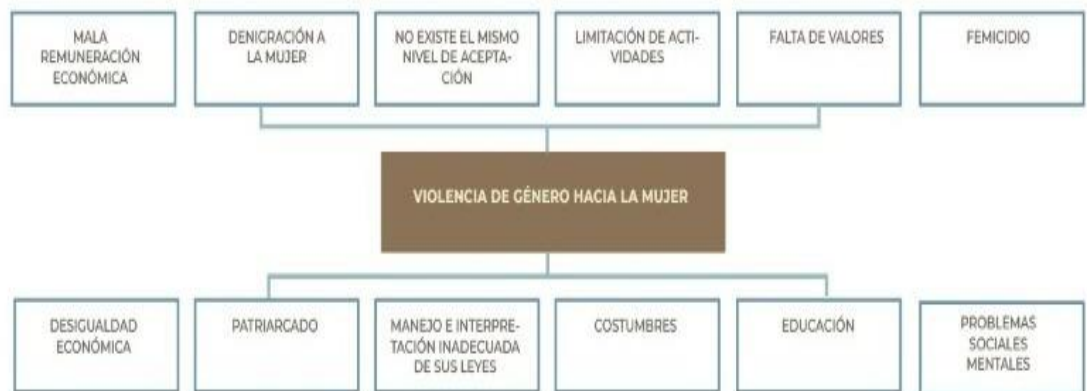 MALA
REMUNERACIÓN
ECONÓMICA
DENIGRACIÓN A
LA MUJER
NO EXISTE EL MISMO
NIVEL DE ACEPTA-
CIÓN
LIMITACIÓN DE ACTI-
VIDADES
FALTA DE VALORES
FEMICIDIO
VIOLENCIA DE GÉNERO HACIA LA MUJER
DESIGUALDAD
ECONÓMICA
PATRIARCADO
MANEJO E INTERPRE-
TACIÓN INADECUADA
DE SUS LEYES
COSTUMBRES
EDUCACIÓN
PROBLEMAS
SOCIALES
MENTALES